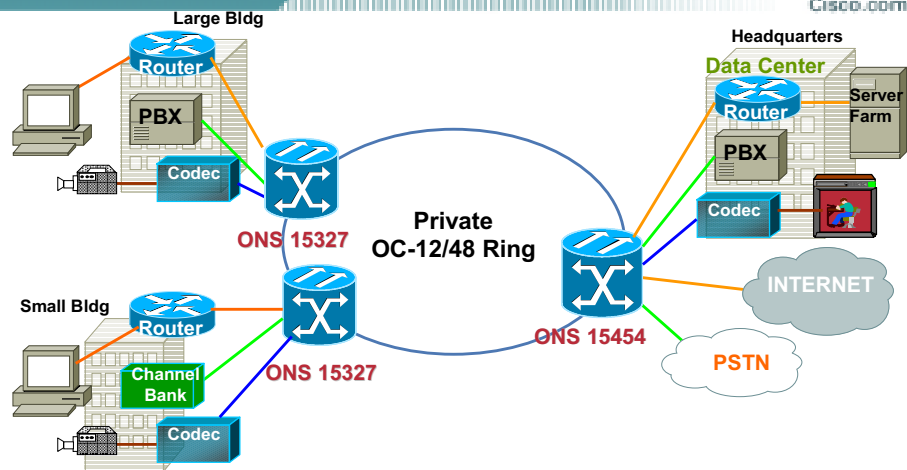 Cisco.com
Large Bldg
Router
PBX
Codec
ONS 15327
Headquarters
Data Center
Router
Server
Farm
PBX
Codec
Private
OC-12/48 Ring
ONS 15454
INTERNET
PSTN
Small Bldg
Router
Channel
Bank
Codec
ONS 15327